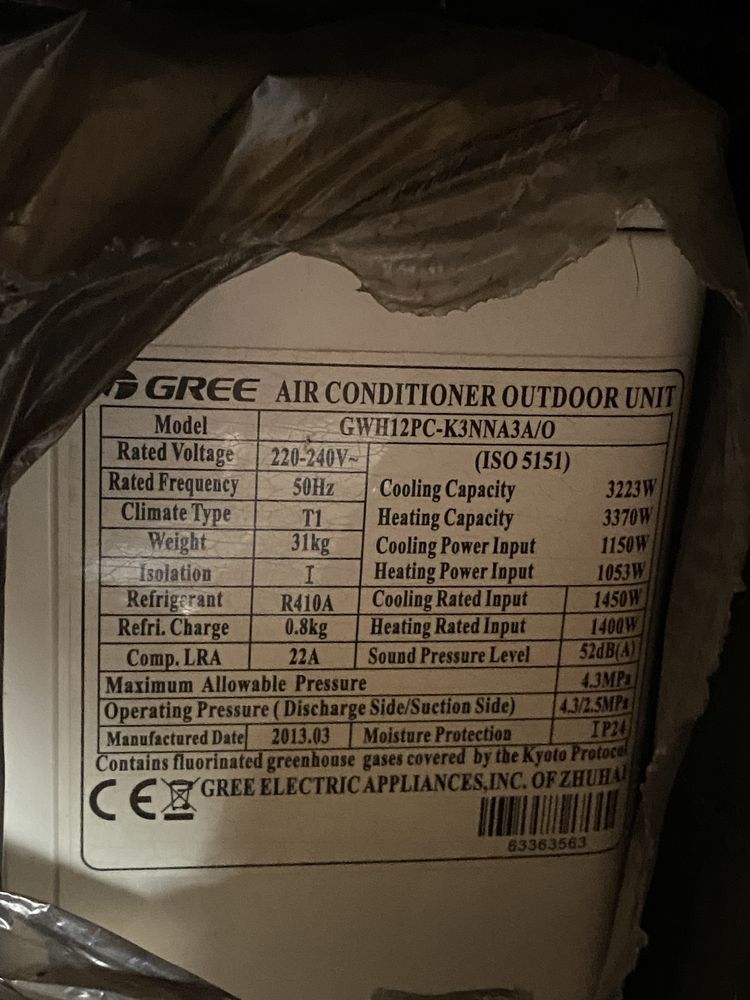 GREE AIR CONDITIONER OUTDOOR UNIT
Model GWH12PC-K3NNA3A/O
Rated Voltage 220-240V~ (ISO 5151)
Rated Frequency 50Hz Cooling Capacity 3223W
Climate Type T1 Heating Capacity 3370W
Weight 31kg Cooling Power Input 1150W
Isolation I Heating Power Input 1053W
Refrigerant R410A Cooling Rated Input 1450W
Refri. Charge 0.8kg Heating Rated Input 1400W
Comp. LRA 22A Sound Pressure Level 52dB(A)
Maximum Allowable Pressure 4.3MPa
Operating Pressure ( Discharge Side/Suction Side) 4.3/2.5MPa
Manufactured Date 2013.03 Moisture Protection IP24
Contains fluorinated greenhouse gases covered by the Kyoto Protocol
CE GREE ELECTRIC APPLIANCES,INC. OF ZHUHAI
63363563